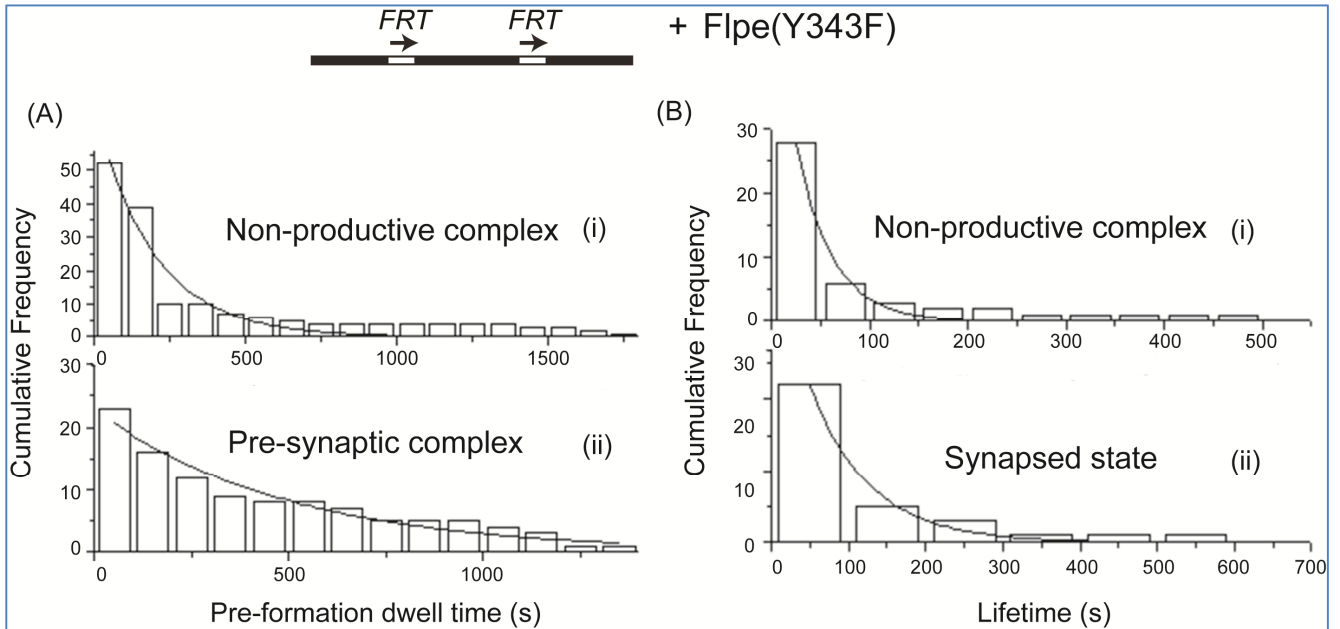 FRT FRT + Flpe(Y343F)
(A)
Cumulative Frequency
50
40
30
20
10
0
Non-productive complex (i)
0 500 1000 1500
30
20
10
0
Pre-synaptic complex (ii)
0 500 1000
Pre-formation dwell time (s)
(B)
Cumulative Frequency
30
20
10
0
Non-productive complex (i)
0 100 200 300 400 500
30
20
10
0
Synapsed state (ii)
0 100 200 300 400 500 600 700
Lifetime (s)